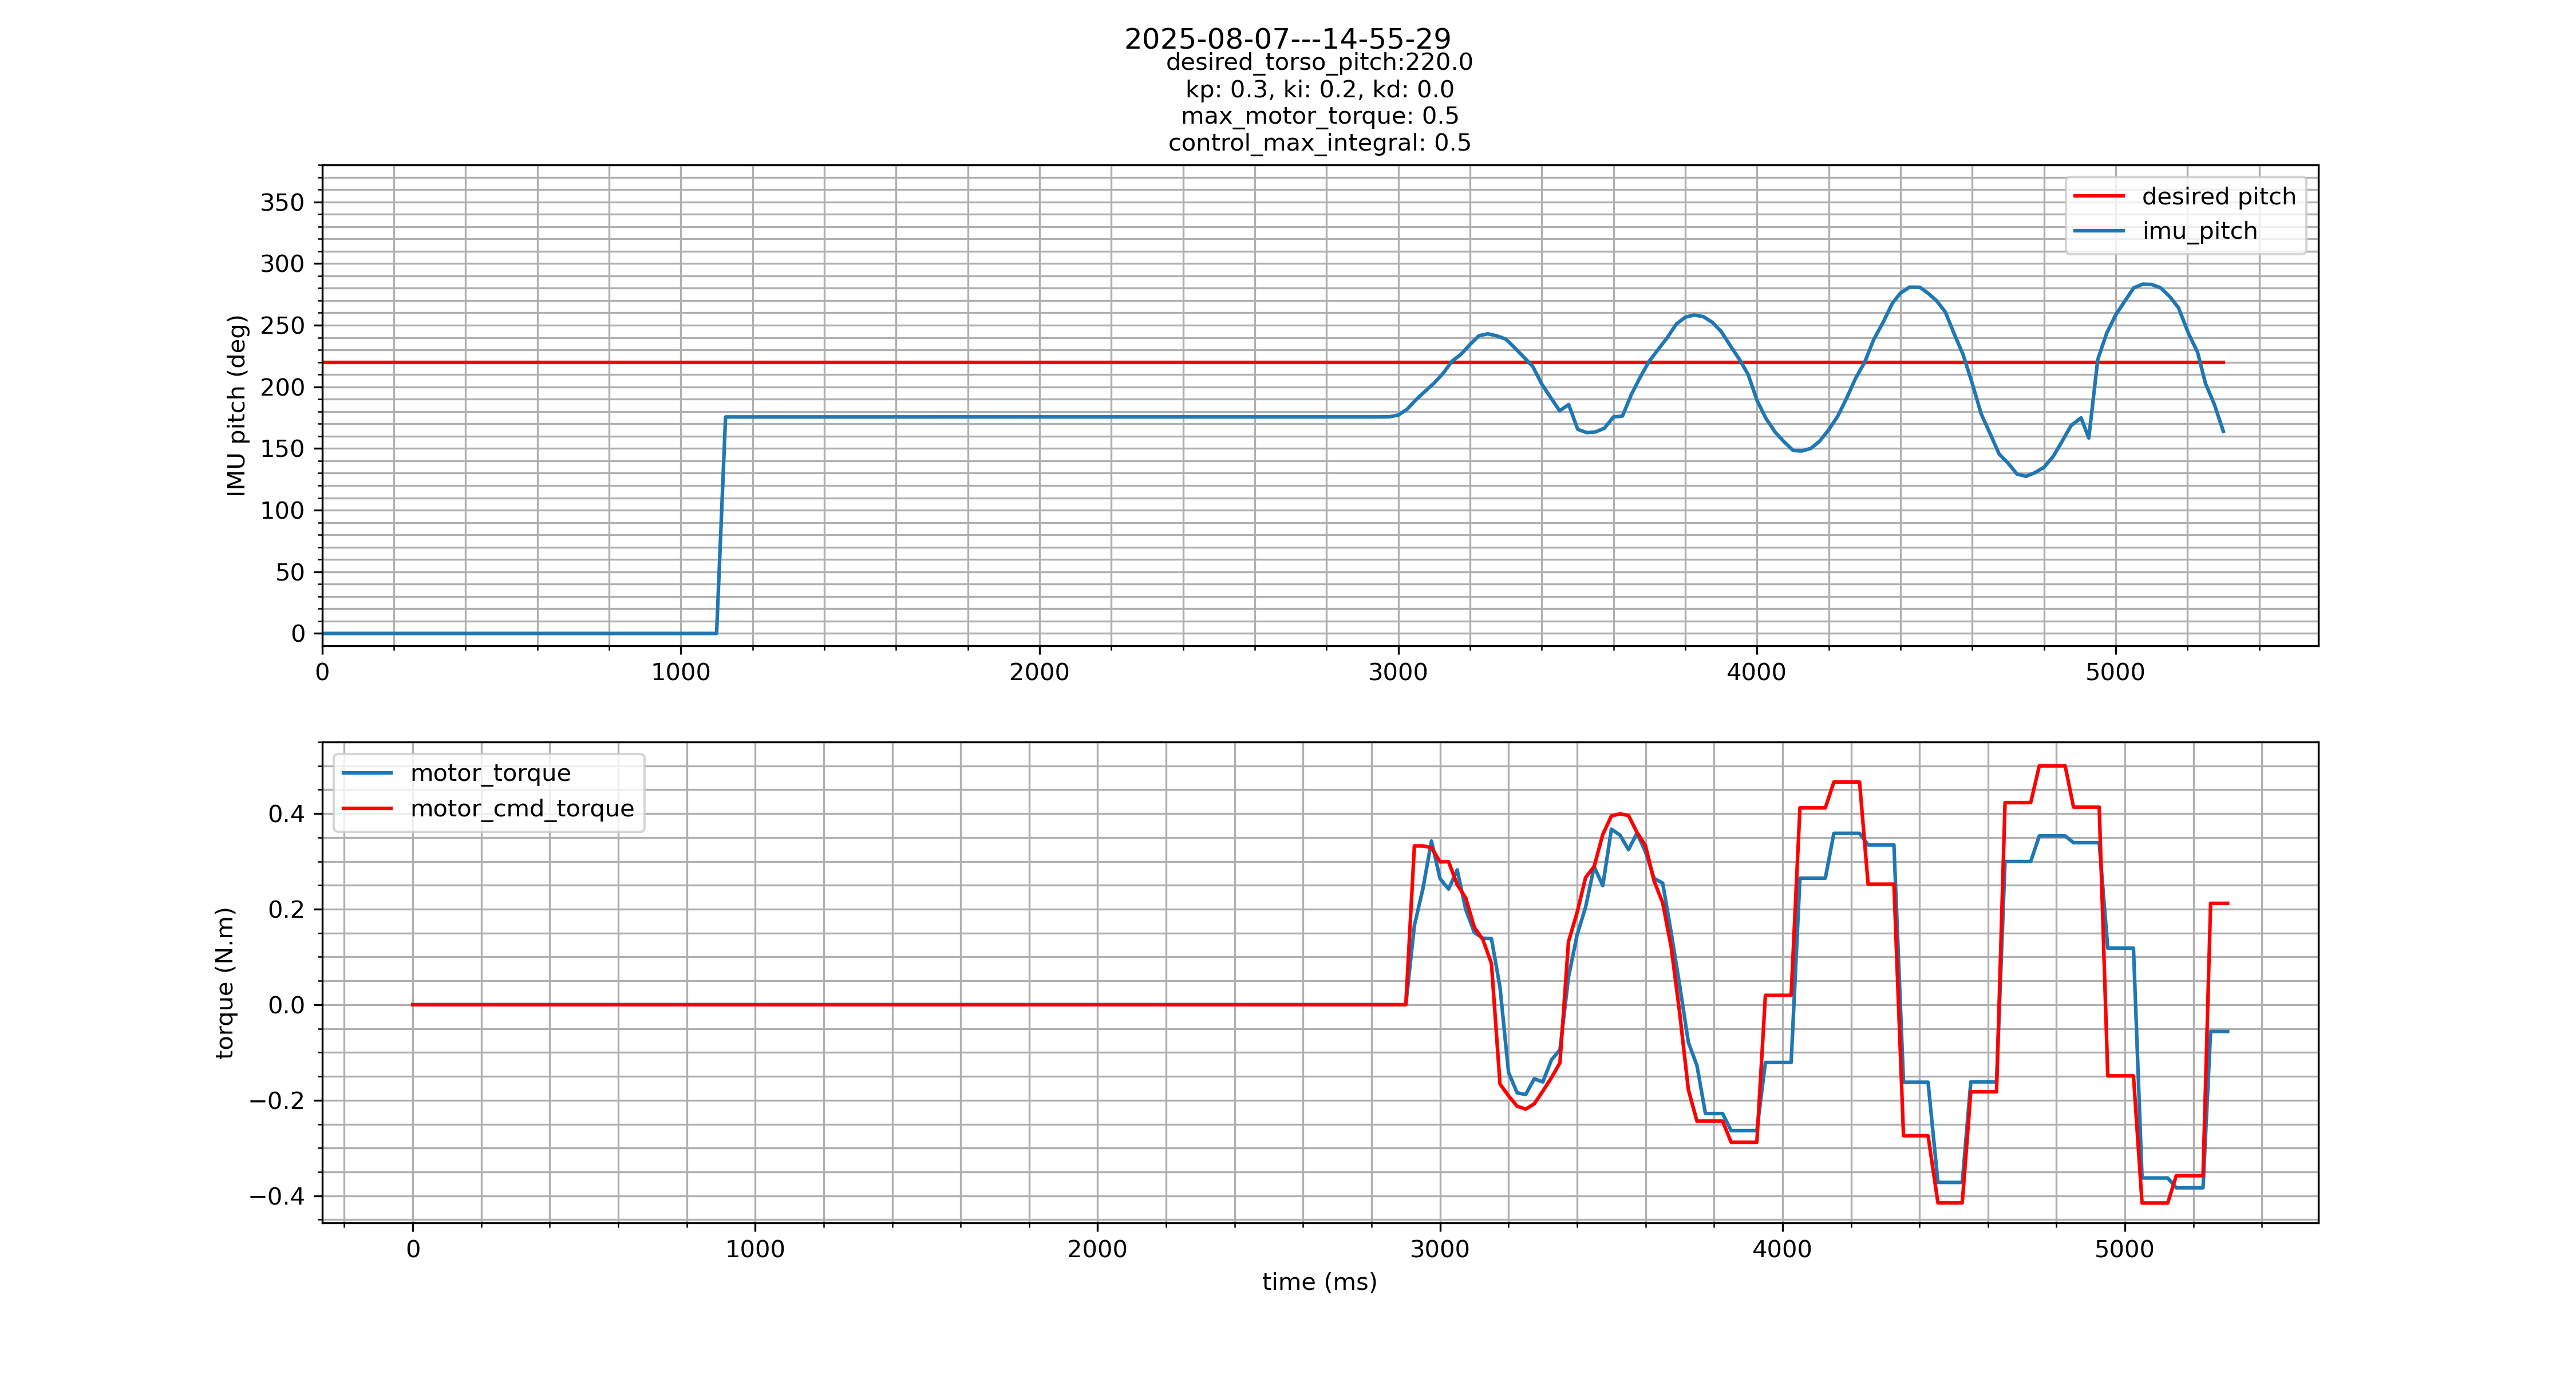 2025-08-07---14-55-29
desired_torso_pitch:220.0
kp: 0.3, ki: 0.2, kd: 0.0
max_motor_torque: 0.5
control_max_integral: 0.5
350
300
250
200
150
100
50
0
IMU pitch (deg)
desired pitch
imu_pitch
0 1000 2000 3000 4000 5000
motor_torque
motor_cmd_torque
0.4
0.2
0.0
−0.2
−0.4
torque (N.m)
0 1000 2000 3000 4000 5000
time (ms)